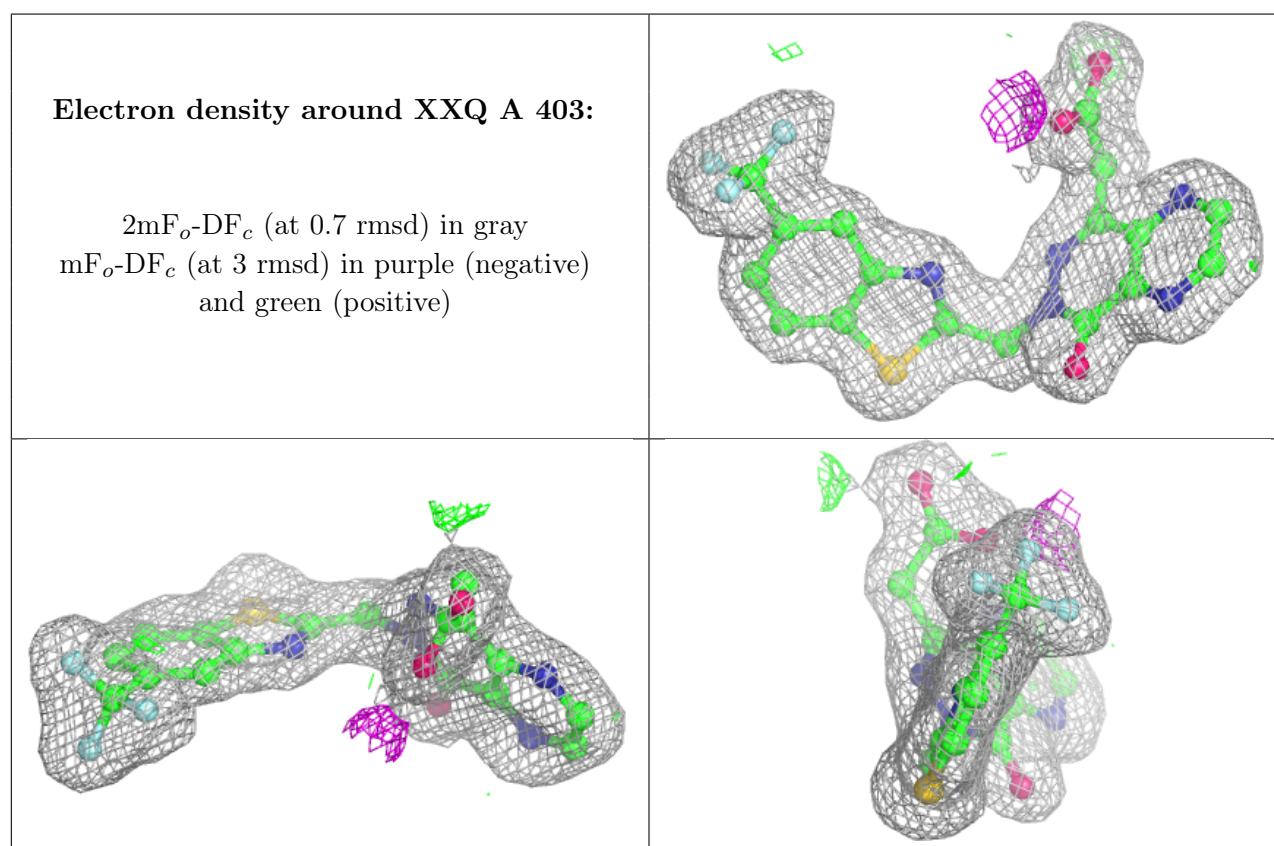 Electron density around XXQ A 403:
2mFo-DFc (at 0.7 rmsd) in gray
mFo-DFc (at 3 rmsd) in purple (negative)
and green (positive)